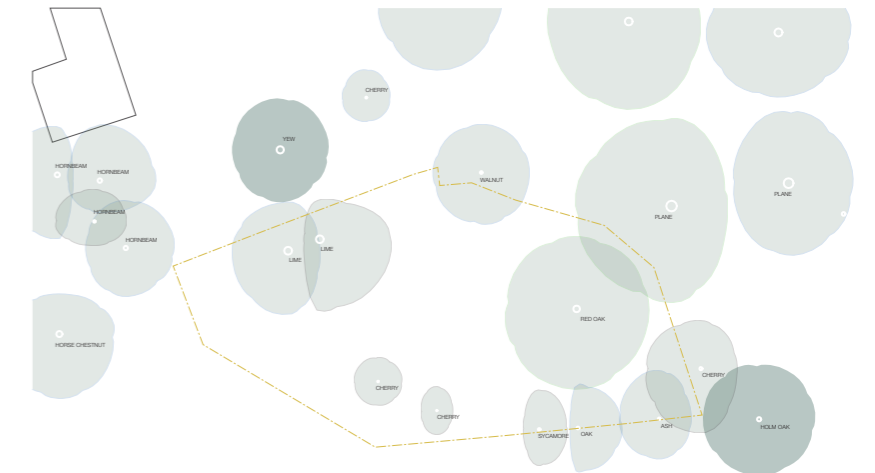 CHERRY
YEW
HORNBEAM
HORNBEAM
WALNUT
PLANE
HORNBEAM
PLANE
HORNBEAM
LIME
LIME
RED OAK
HORSE CHESTNUT
CHERRY
CHERRY
CHERRY
ASH
HOLM OAK
SYCAMORE
OAK